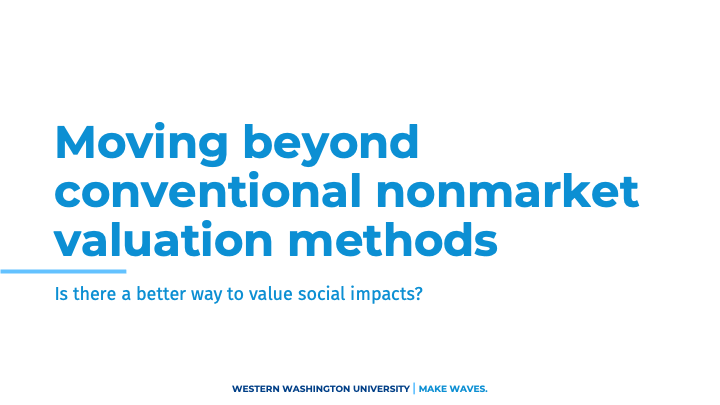 Moving beyond
conventional nonmarket
valuation methods
Is there a better way to value social impacts?
WESTERN WASHINGTON UNIVERSITY | MAKE WAVES.